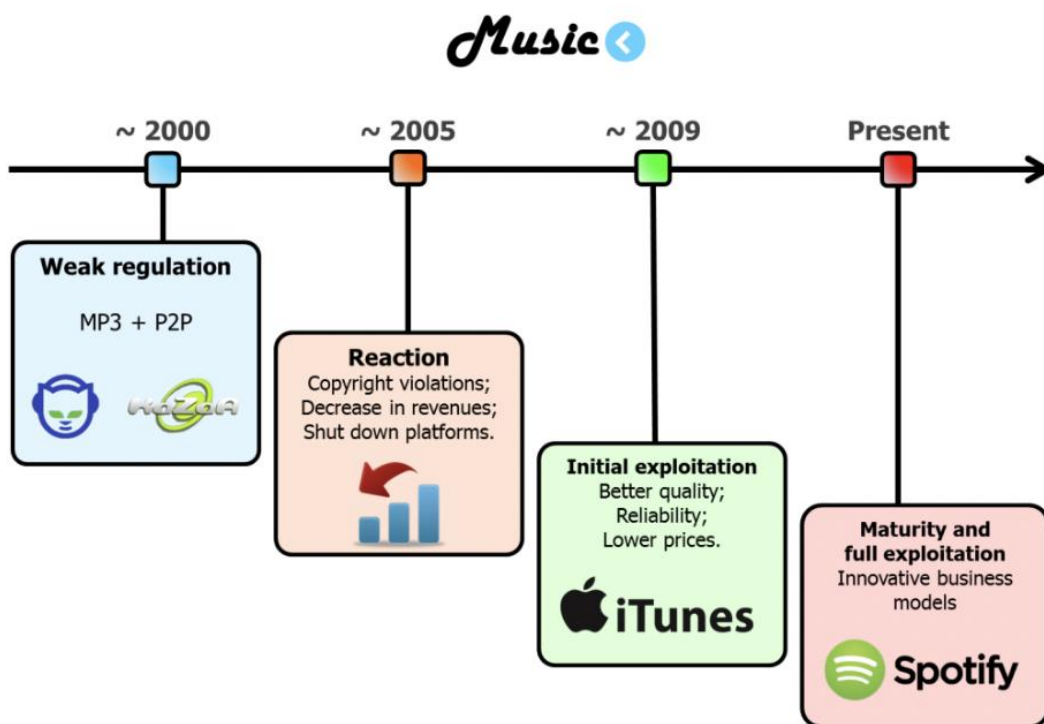 Music
~ 2000
~ 2005
~ 2009
Present
Weak regulation
MP3 + P2P
KaZaA
Reaction
Copyright violations;
Decrease in revenues;
Shut down platforms.
Initial exploitation
Better quality;
Reliability;
Lower prices.
iTunes
Maturity and
full exploitation
Innovative business
models
Spotify